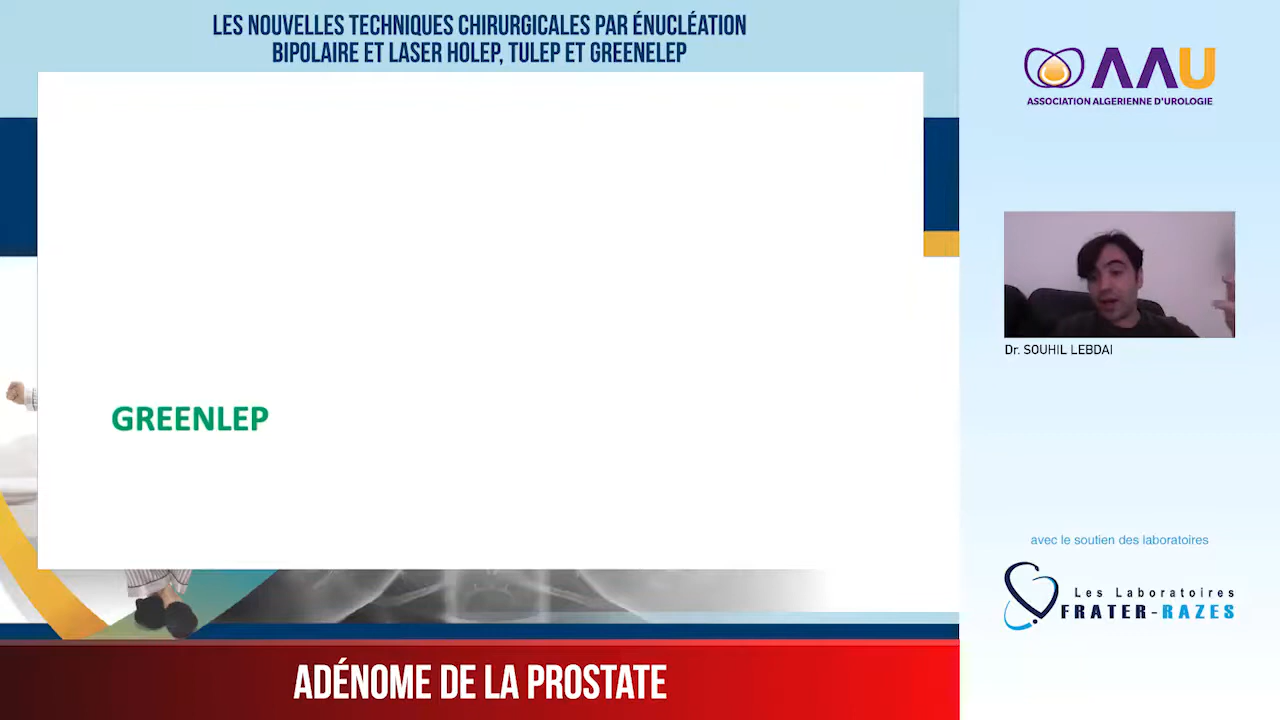 LES NOUVELLES TECHNIQUES CHIRURGICALES PAR ÉNUCLÉATION
BIPOLAIRE ET LASER HOLEP, TULEP ET GREENELEP
GREENLEP
ADÉNOME DE LA PROSTATE
AAU
ASSOCIATION ALGERIENNE D'UROLOGIE
Dr. SOUHIL LEBDAI
avec le soutien des laboratoires
Les Laboratoires
FRATER-RAZES